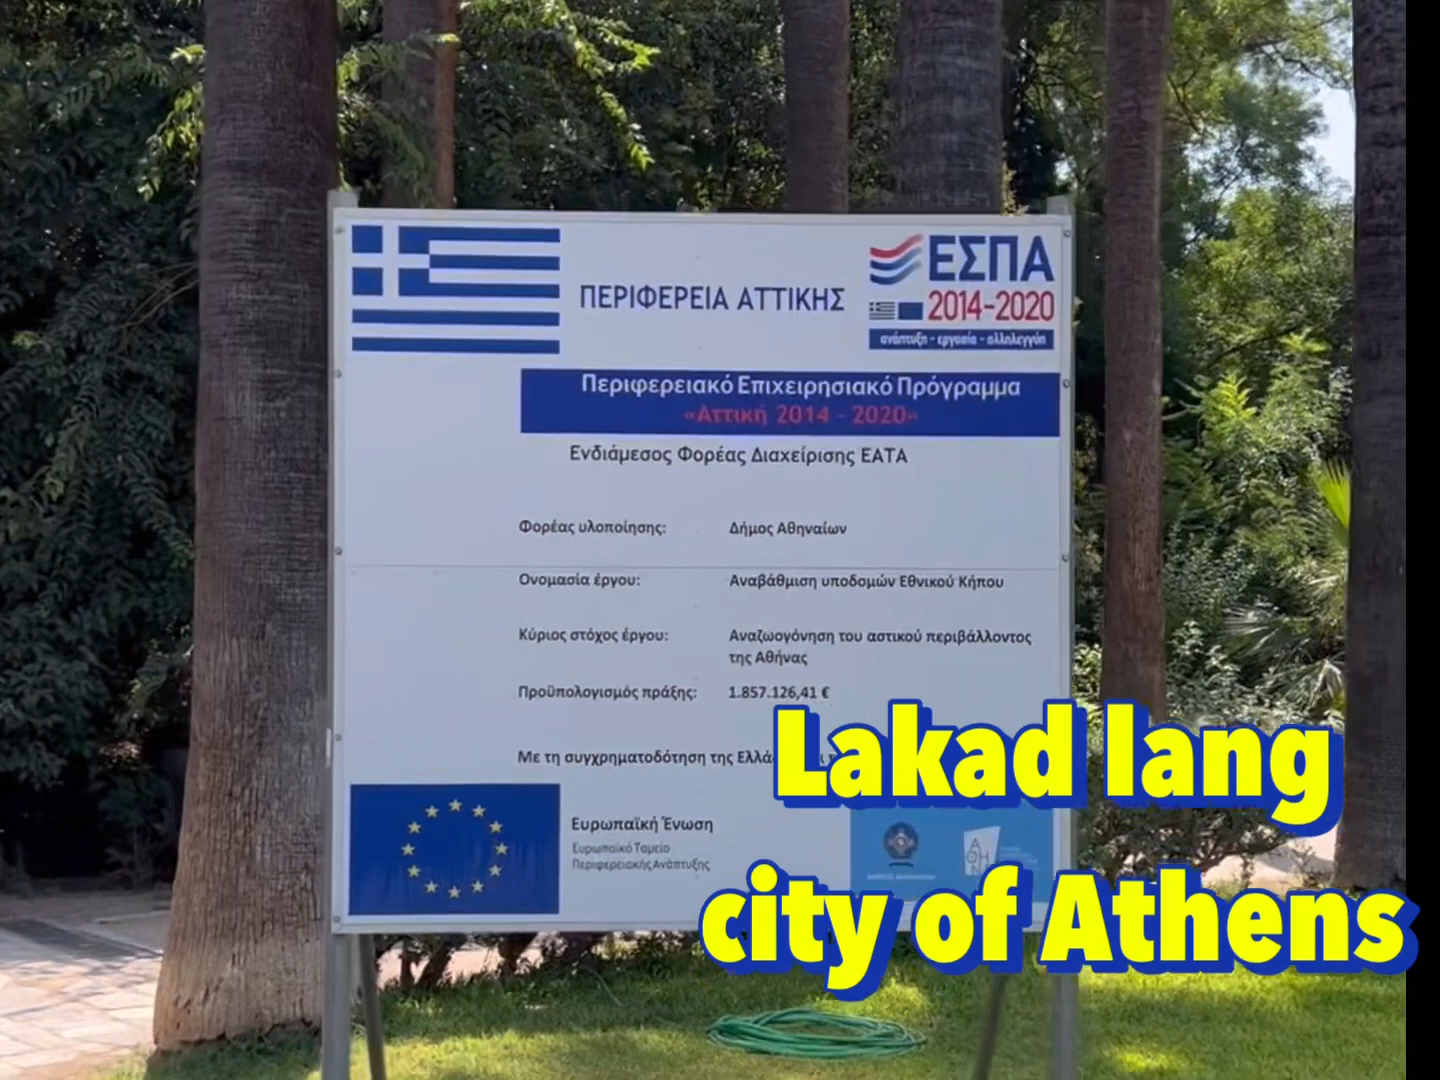 ΠΕΡΙΦΕΡΕΙΑ ΑΤΤΙΚΗΣ
ΕΣΠΑ
2014-2020
ανάπτυξη - εργασία - αλληλεγγύη
Περιφερειακό Επιχειρησιακό Πρόγραμμα
«Αττική 2014 - 2020»
Ενδιάμεσος Φορέας Διαχείρισης ΕΑΤΑ
Φορέας υλοποίησης: Δήμος Αθηναίων
Ονομασία έργου: Αναβάθμιση υποδομών Εθνικού Κήπου
Κύριος στόχος έργου: Αναζωογόνηση του αστικού περιβάλλοντος
της Αθήνας
Προϋπολογισμός πράξης: 1.857.126,41 €
Με τη συγχρηματοδότηση της
Ευρωπαϊκή Ένωση
Ευρωπαϊκό Ταμείο
Περιφερειακής Ανάπτυξης
ΔΗΜΟΣ ΑΘΗΝΑΙΩΝ
Lakad lang
city of Athens